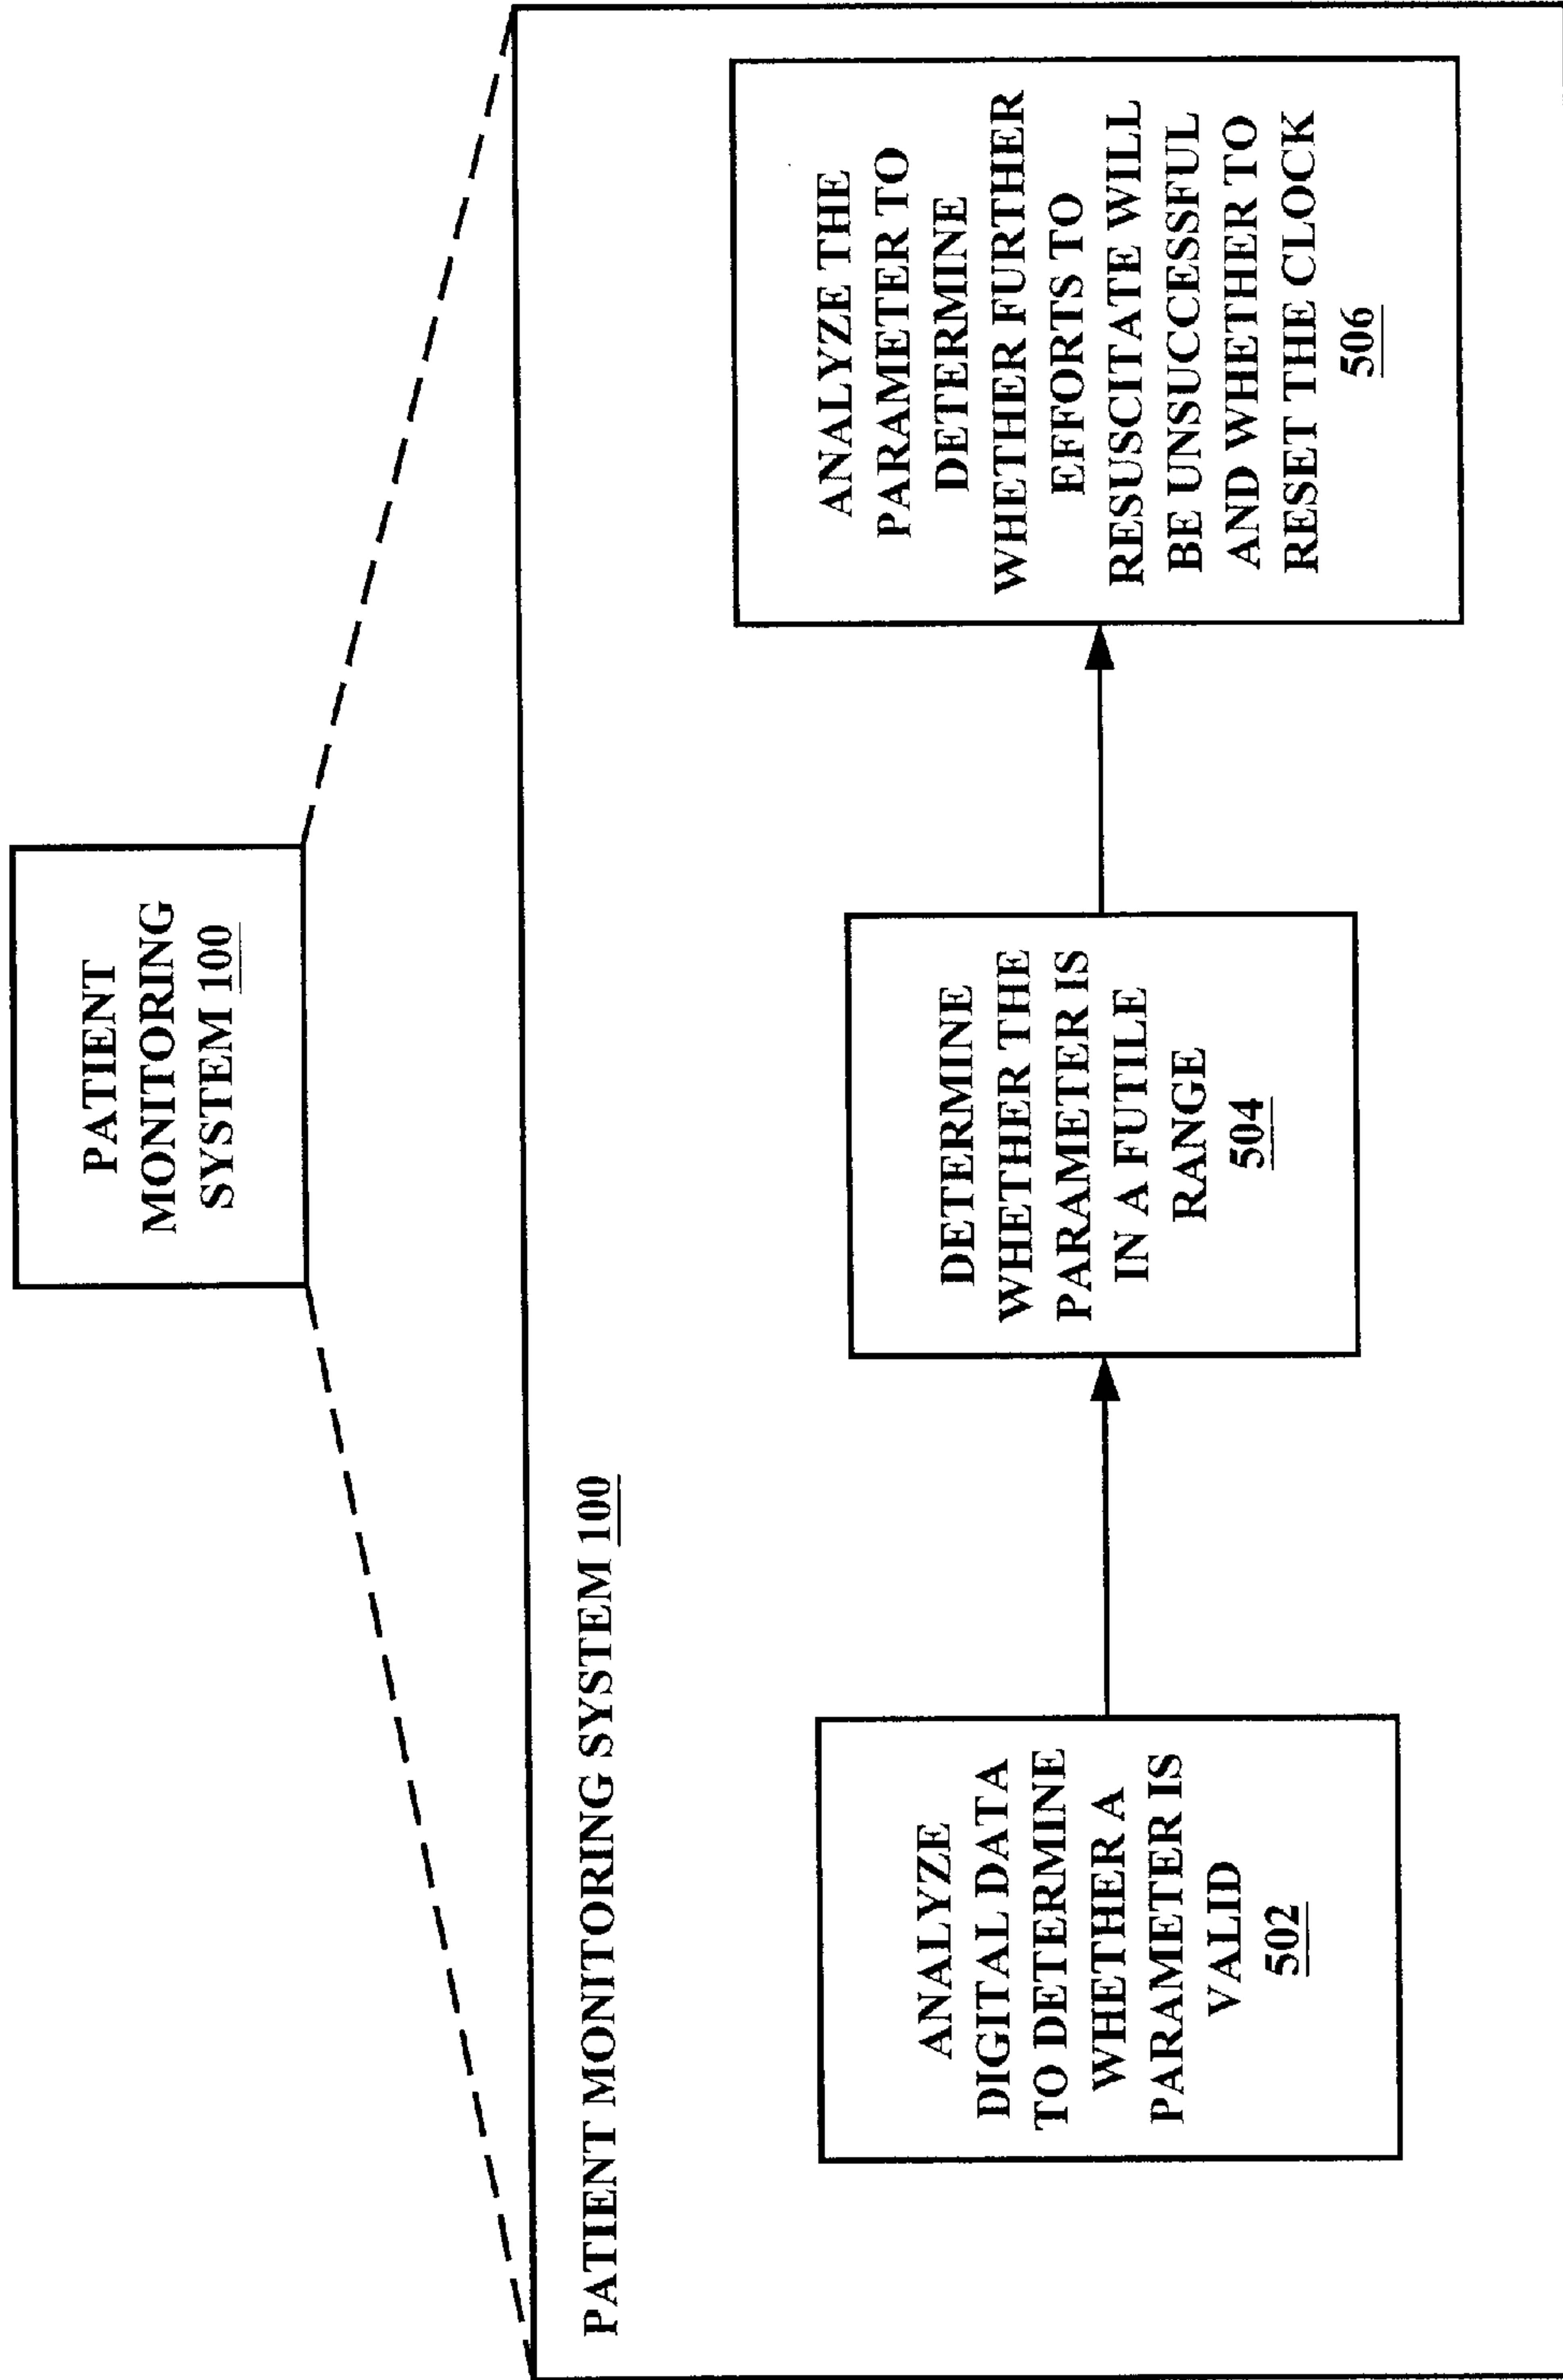 PATIENT
MONITORING
SYSTEM 100
PATIENT MONITORING SYSTEM 100
ANALYZE
DIGITAL DATA
TO DETERMINE
WHETHER A
PARAMETER IS
VALID
502
DETERMINE
WHETHER THE
PARAMETER IS
IN A FUTILE
RANGE
504
ANALYZE THE
PARAMETER TO
DETERMINE
WHETHER FURTHER
EFFORTS TO
RESUSCITATE WILL
BE UNSUCCESSFUL
AND WHETHER TO
RESET THE CLOCK
506